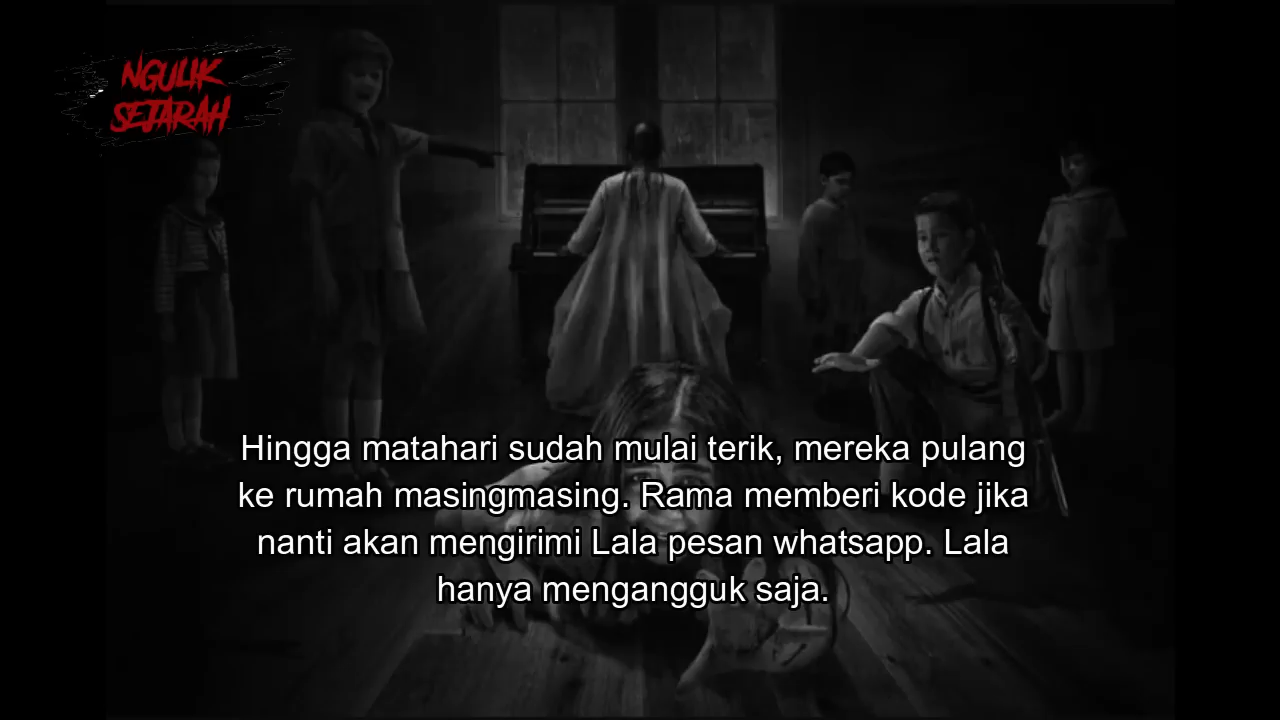 NGULIK
SEJARAH
Hingga matahari sudah mulai terik, mereka pulang
ke rumah masingmasing. Rama memberi kode jika
nanti akan mengirimi Lala pesan whatsapp. Lala
hanya mengangguk saja.